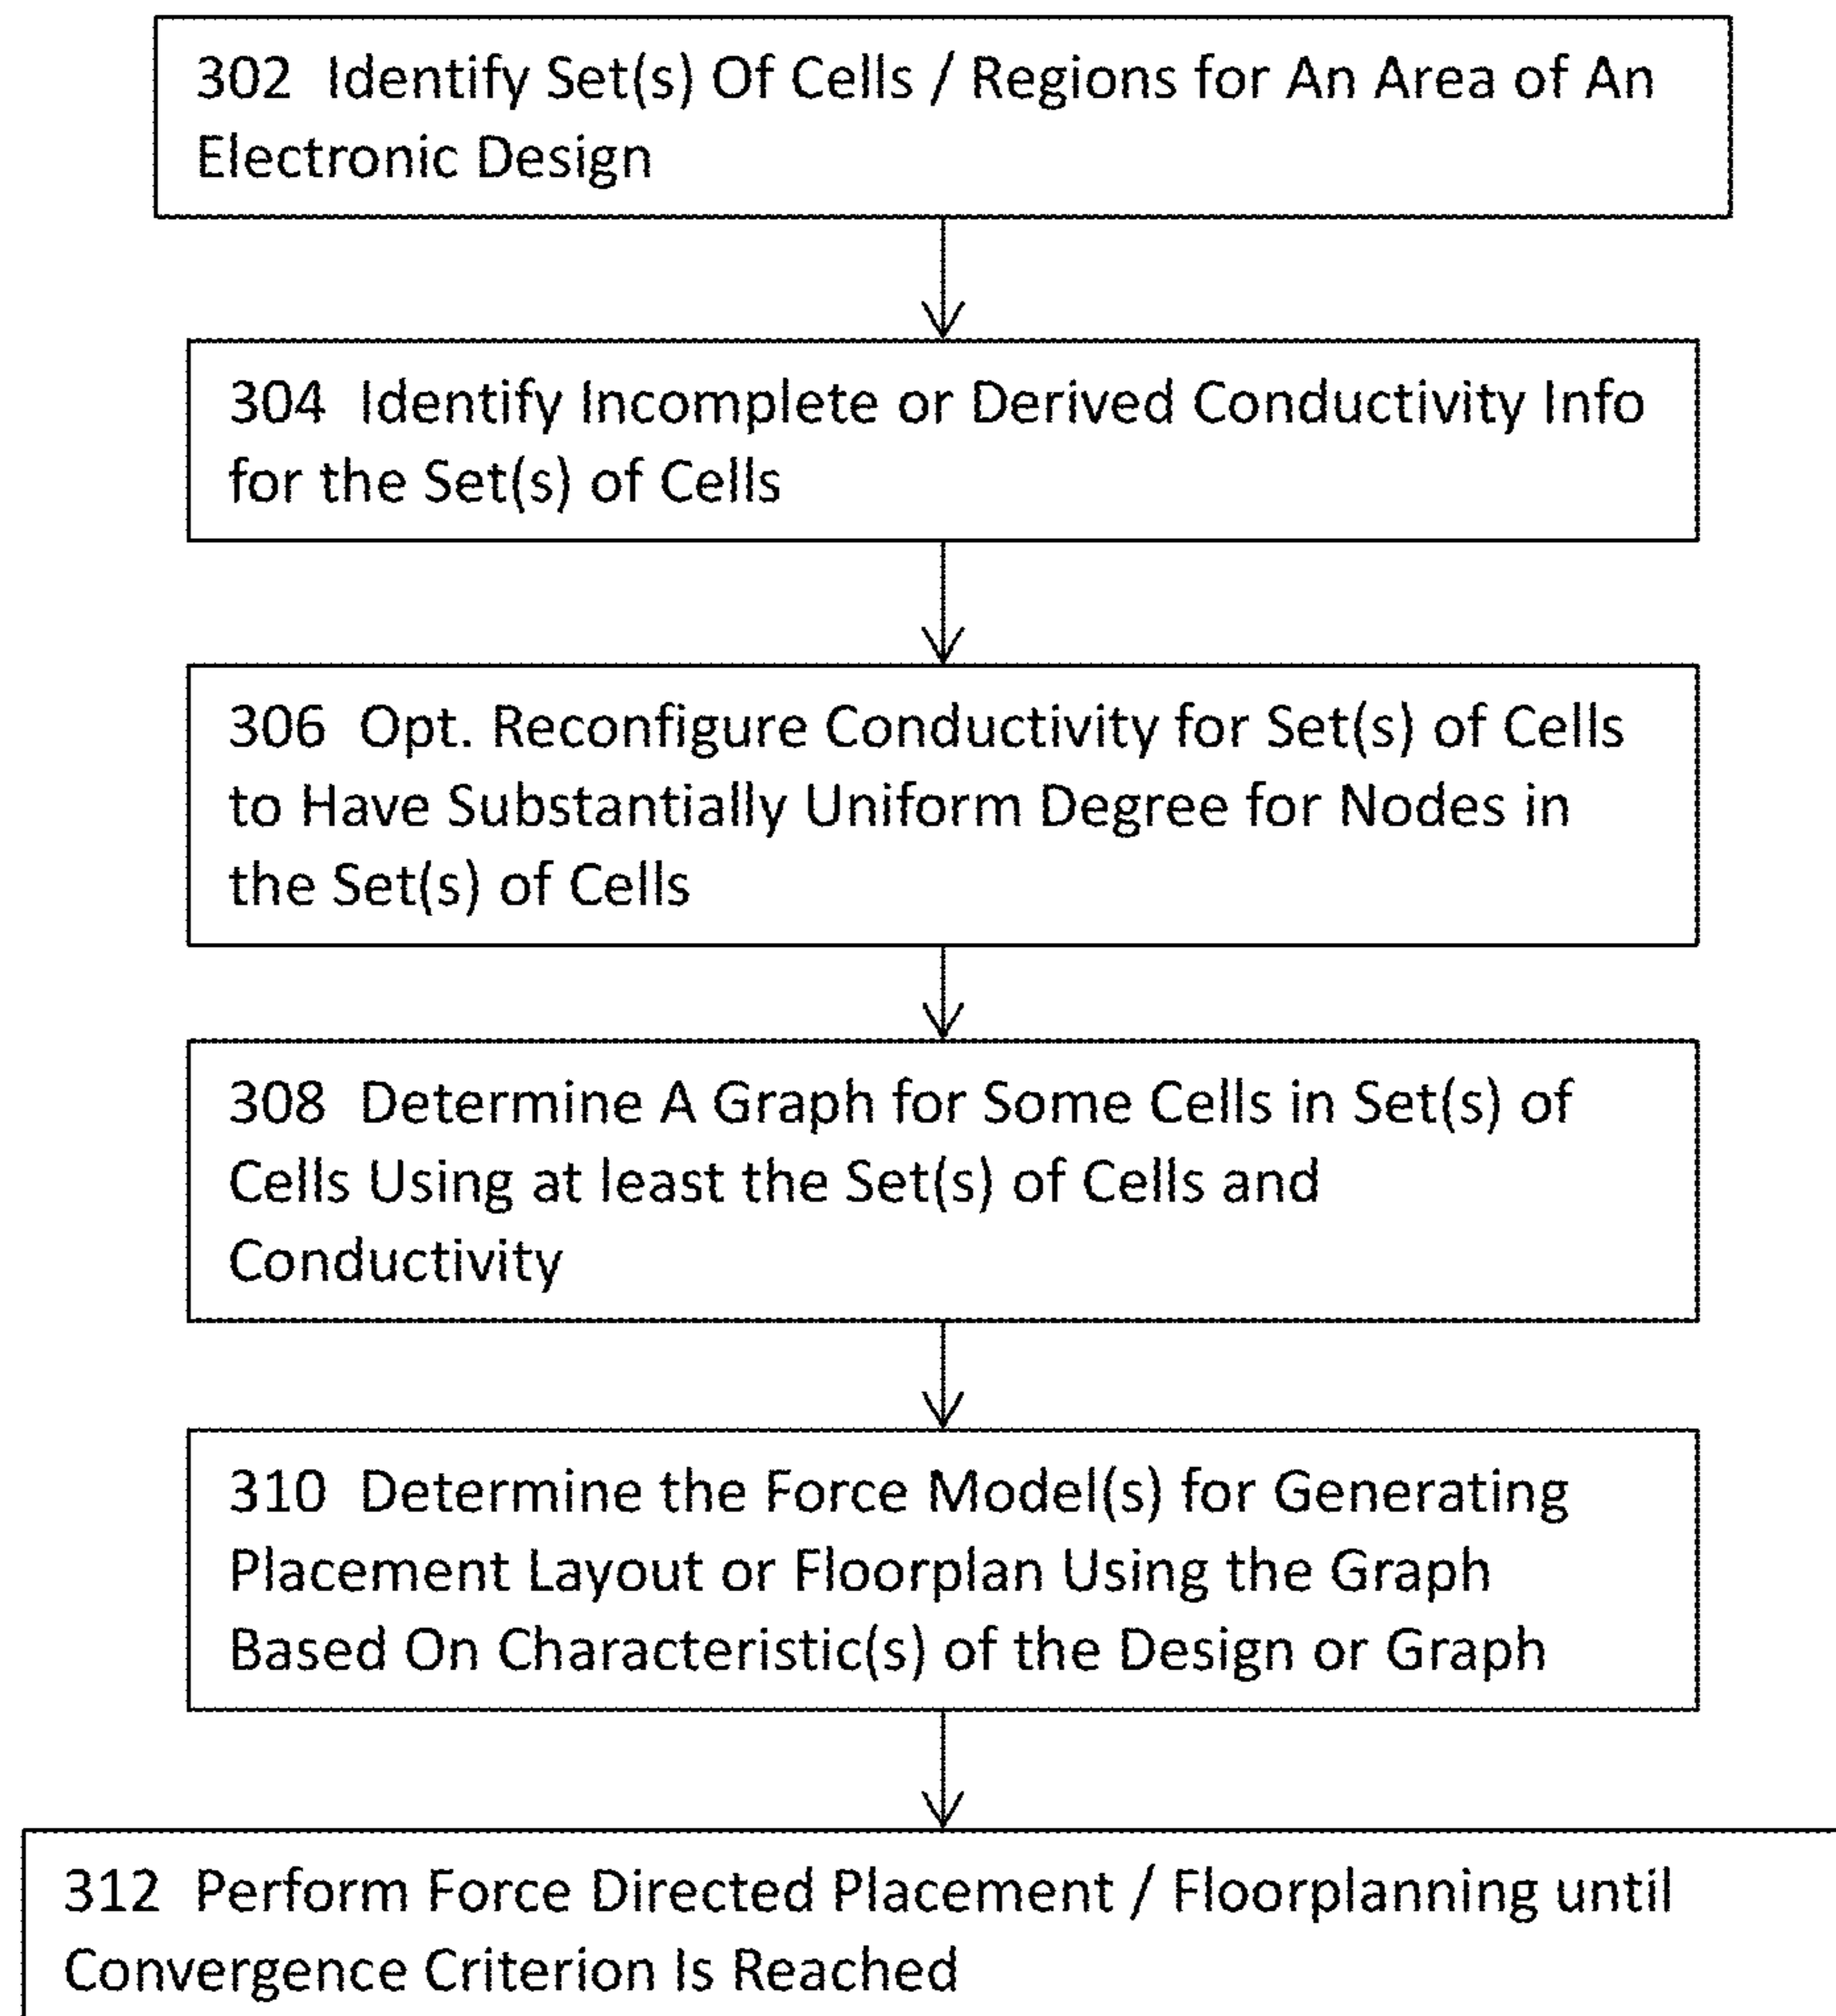 302 Identify Set(s) Of Cells / Regions for An Area of An
Electronic Design
304 Identify Incomplete or Derived Conductivity Info
for the Set(s) of Cells
306 Opt. Reconfigure Conductivity for Set(s) of Cells
to Have Substantially Uniform Degree for Nodes in
the Set(s) of Cells
308 Determine A Graph for Some Cells in Set(s) of
Cells Using at least the Set(s) of Cells and
Conductivity
310 Determine the Force Model(s) for Generating
Placement Layout or Floorplan Using the Graph
Based On Characteristic(s) of the Design or Graph
312 Perform Force Directed Placement / Floorplanning until
Convergence Criterion Is Reached